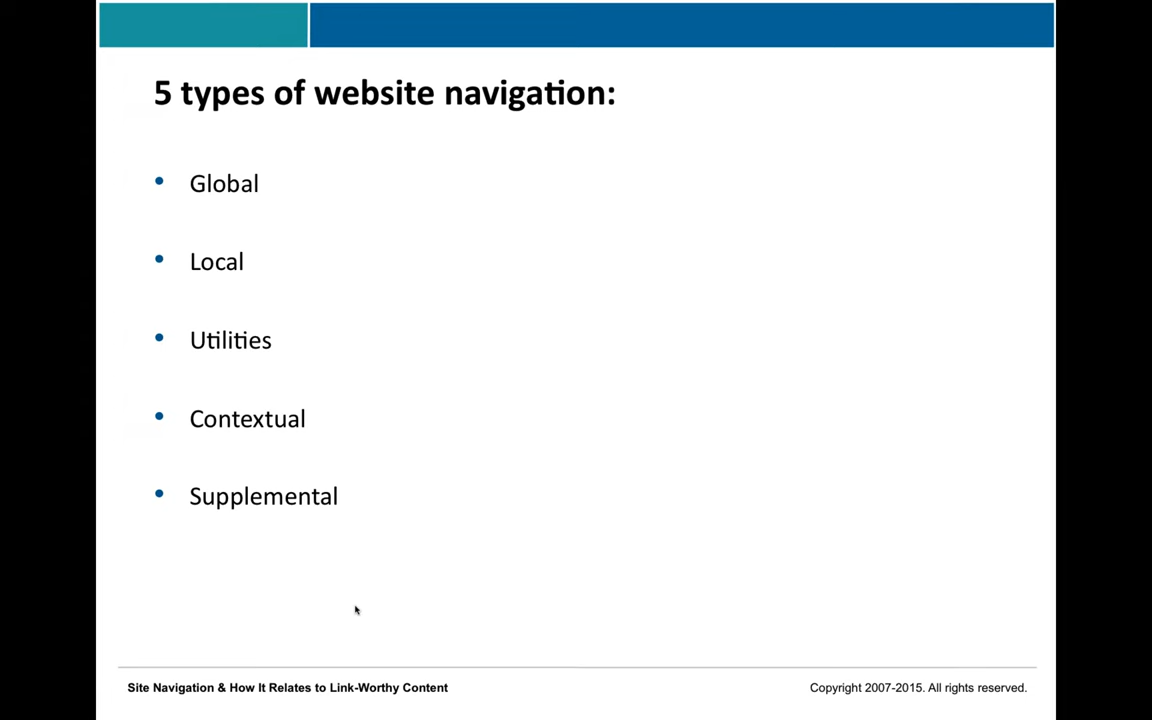 5 types of website navigation:
• Global
• Local
• Utilities
• Contextual
• Supplemental
Site Navigation & How It Relates to Link-Worthy Content
Copyright 2007-2015. All rights reserved.